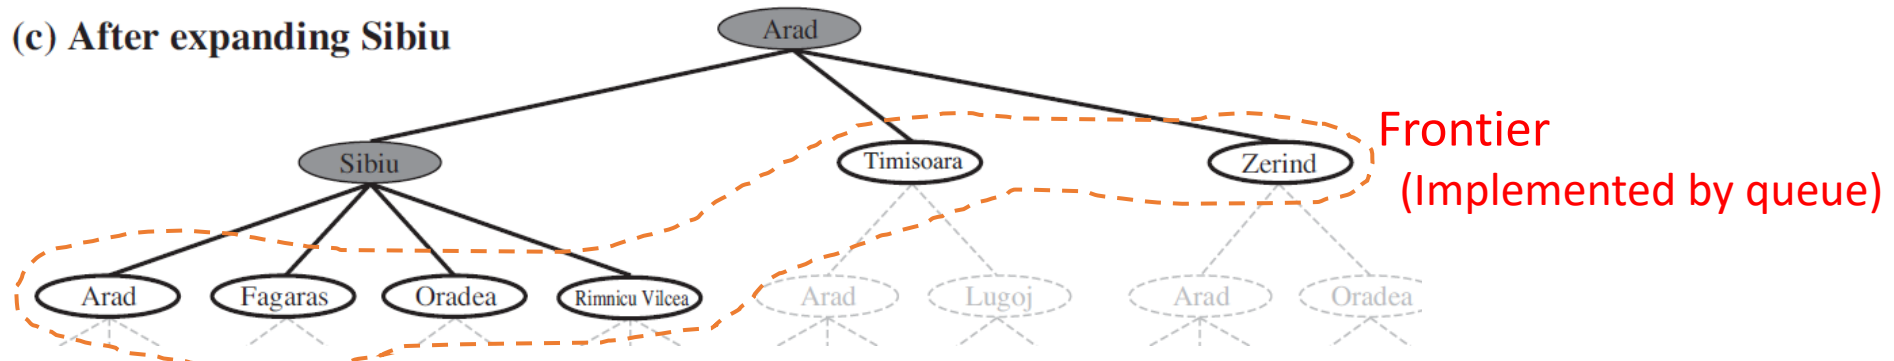 (c) After expanding Sibiu
Arad
Frontier
(Implemented by queue)
Sibiu
Timisoara
Zerind
Arad
Fagaras
Oradea
Rimnicu Vilcea
Arad
Lugoj
Arad
Oradea